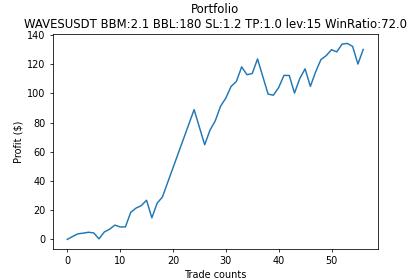 Portfolio
WAVESUSDT BBM:2.1 BBL:180 SL:1.2 TP:1.0 lev:15 WinRatio:72.0
140
120
100
80
60
40
20
0
Profit ($)
0 10 20 30 40 50
Trade counts